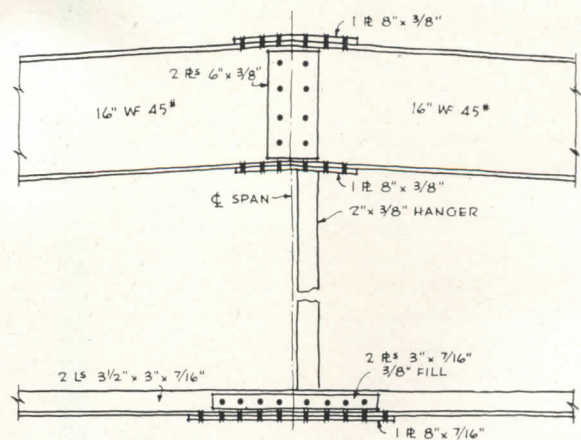 1 ℞ 8" x 3/8"
2 ℞s 6" x 3/8"
16" WF 45#
16" WF 45#
1 ℞ 8" x 3/8"
℄ SPAN
2" x 3/8" HANGER
2 Ls 3 1/2" x 3" x 7/16"
2 ℞s 3" x 7/16"
3/8" FILL
1 ℞ 8" x 7/16"